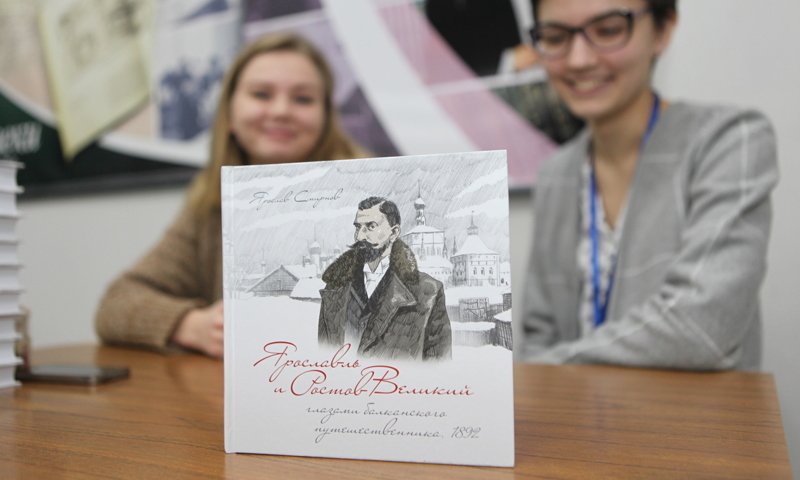 Ярослав Смирнов
Ярославль
и Ростов Великий
глазами балканского
путешественника. 1892